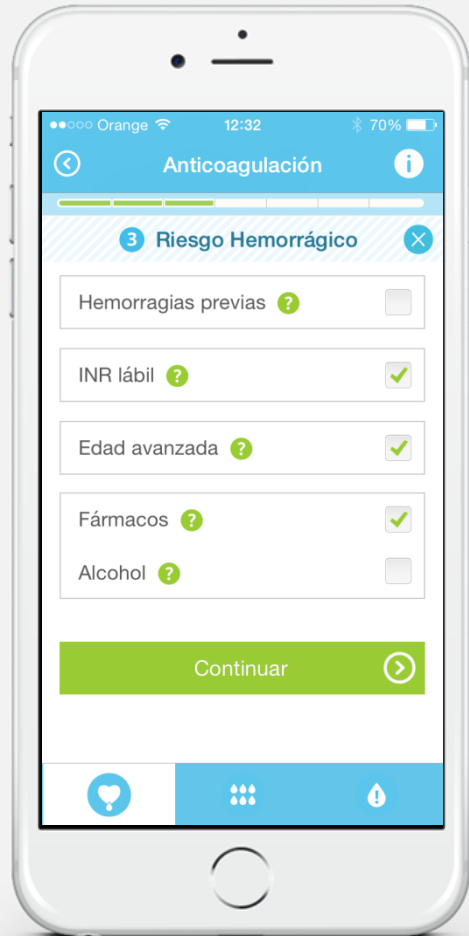 Orange 12:32 70%
Anticoagulación
i
3 Riesgo Hemorrágico
Hemorragias previas ?
INR lábil ?
Edad avanzada ?
Fármacos ?
Alcohol ?
Continuar
!